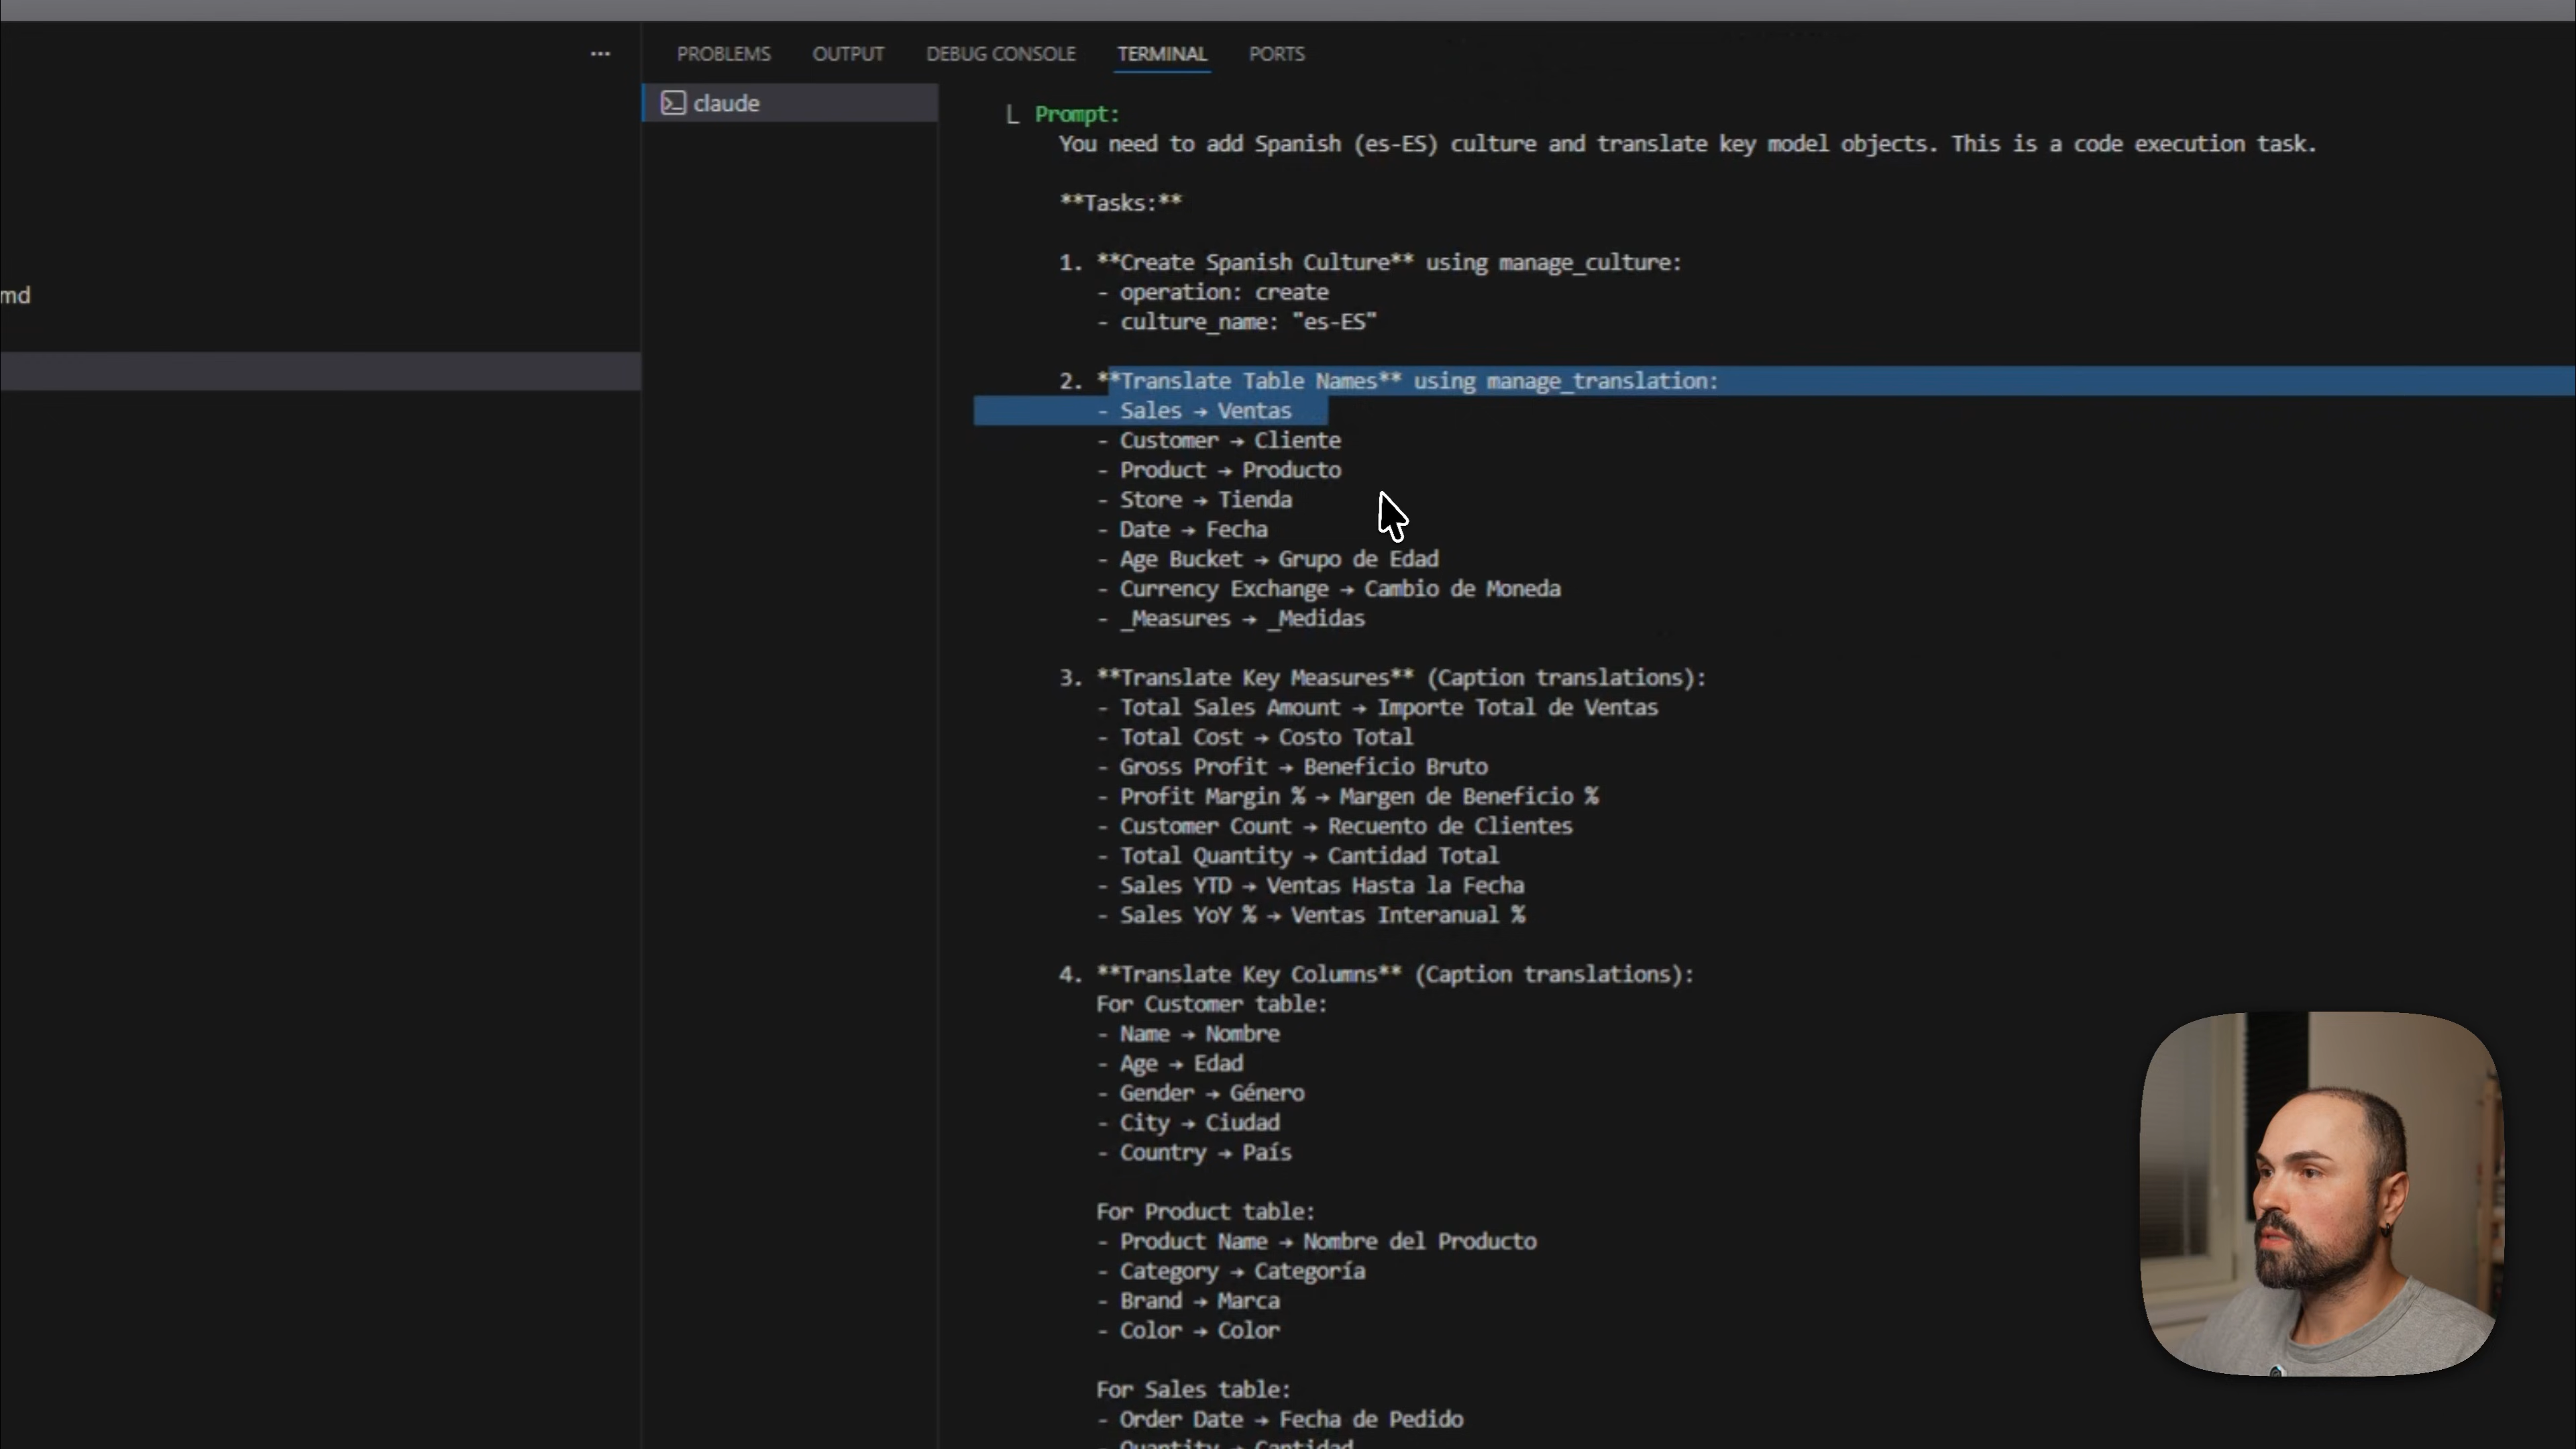 ... PROBLEMS OUTPUT DEBUG CONSOLE TERMINAL PORTS
claude
md
Prompt:
You need to add Spanish (es-ES) culture and translate key model objects. This is a code execution task.
**Tasks:**
1. **Create Spanish Culture** using manage_culture:
- operation: create
- culture_name: "es-ES"
2. **Translate Table Names** using manage_translation:
- Sales → Ventas
- Customer → Cliente
- Product → Producto
- Store → Tienda
- Date → Fecha
- Age Bucket → Grupo de Edad
- Currency Exchange → Cambio de Moneda
- _Measures → _Medidas
3. **Translate Key Measures** (Caption translations):
- Total Sales Amount → Importe Total de Ventas
- Total Cost → Costo Total
- Gross Profit → Beneficio Bruto
- Profit Margin % → Margen de Beneficio %
- Customer Count → Recuento de Clientes
- Total Quantity → Cantidad Total
- Sales YTD → Ventas Hasta la Fecha
- Sales YoY % → Ventas Interanual %
4. **Translate Key Columns** (Caption translations):
For Customer table:
- Name → Nombre
- Age → Edad
- Gender → Género
- City → Ciudad
- Country → País
For Product table:
- Product Name → Nombre del Producto
- Category → Categoría
- Brand → Marca
- Color → Color
For Sales table:
- Order Date → Fecha de Pedido
- Quantity → Cantidad